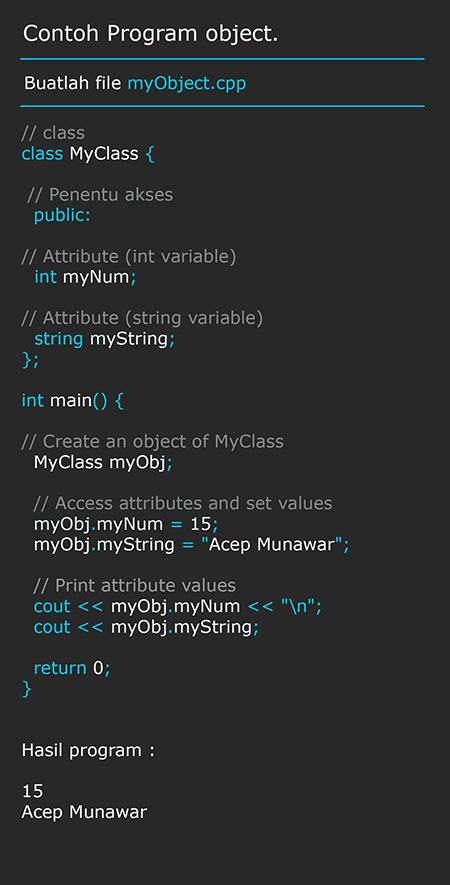 Contoh Program object.
Buatlah file myObject.cpp
// class
class MyClass {
// Penentu akses
public:
// Attribute (int variable)
int myNum;
// Attribute (string variable)
string myString;
};
int main() {
// Create an object of MyClass
MyClass myObj;
// Access attributes and set values
myObj.myNum = 15;
myObj.myString = "Acep Munawar";
// Print attribute values
cout << myObj.myNum << "\n";
cout << myObj.myString;
return 0;
}
Hasil program :
15
Acep Munawar